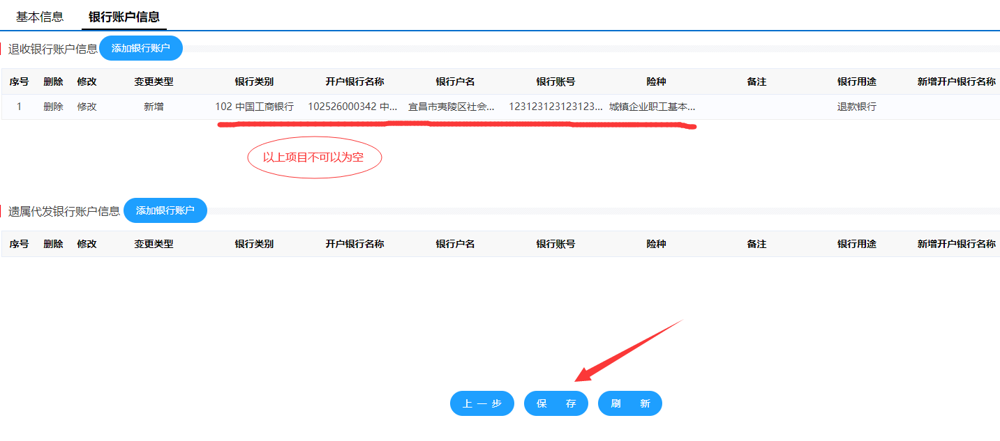 基本信息 银行账户信息
退收银行账户信息 添加银行账户
序号 删除 修改 变更类型 银行类别 开户银行名称 银行户名 银行账号 险种 备注 银行用途 新增开户银行名称
1 删除 修改 新增 102 中国工商银行 102526000342 中... 宜昌市夷陵区社会... 123123123123123... 城镇企业职工基本... 退款银行
以上项目不可以为空
遗属代发银行账户信息 添加银行账户
序号 删除 修改 变更类型 银行类别 开户银行名称 银行户名 银行账号 险种 备注 银行用途 新增开户银行名称
上一步 保存 刷新